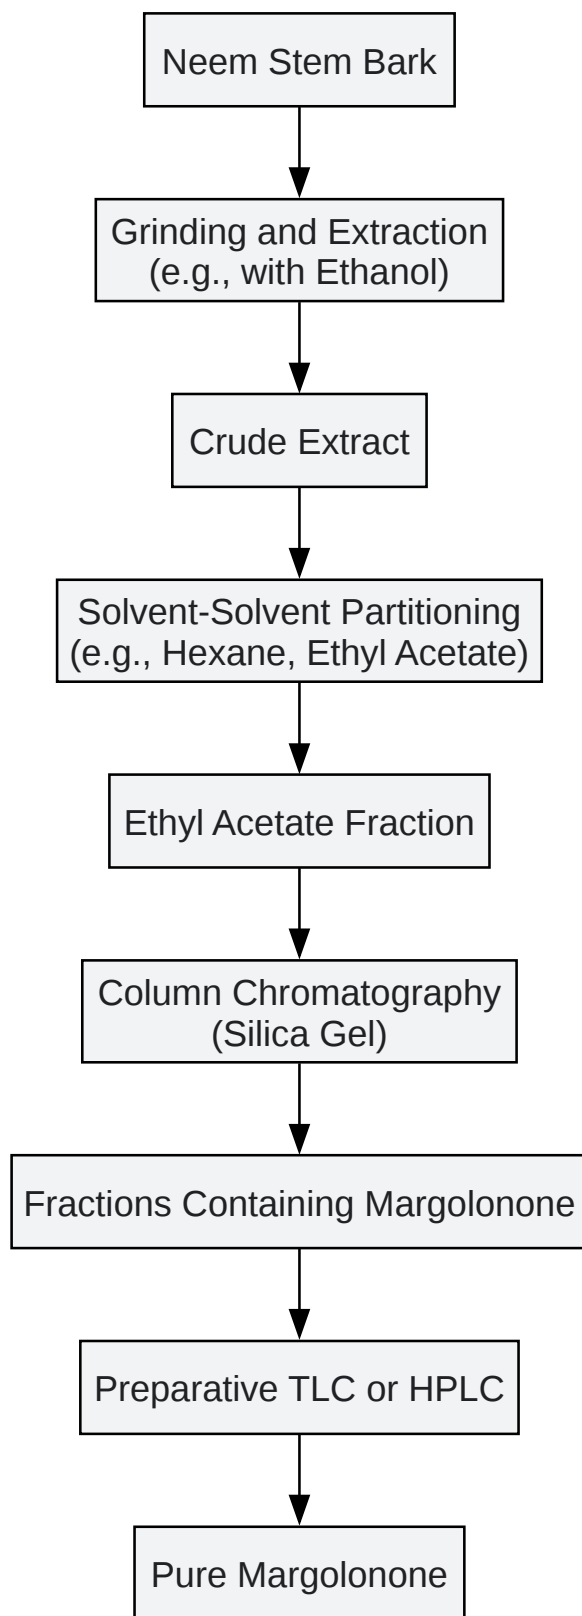 Neem Stem Bark
Grinding and Extraction
(e.g., with Ethanol)
Crude Extract
Solvent-Solvent Partitioning
(e.g., Hexane, Ethyl Acetate)
Ethyl Acetate Fraction
Column Chromatography
(Silica Gel)
Fractions Containing Margolonone
Preparative TLC or HPLC
Pure Margolonone